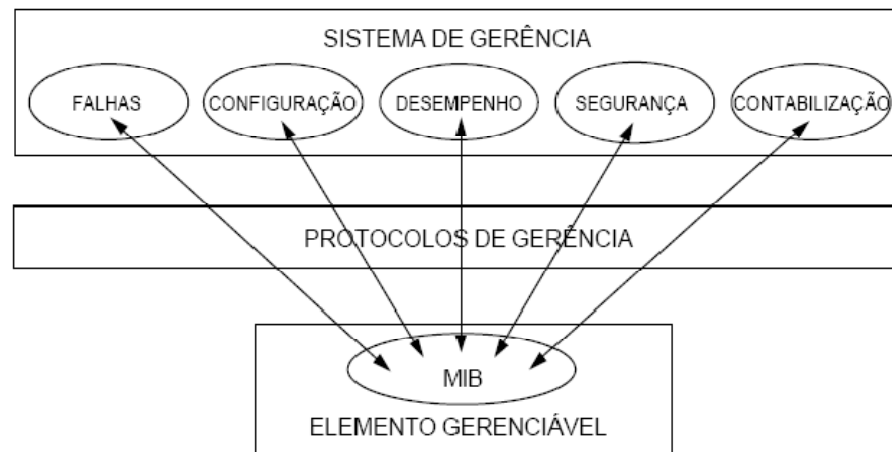 SISTEMA DE GERÊNCIA
FALHAS
CONFIGURAÇÃO
DESEMPENHO
SEGURANÇA
CONTABILIZAÇÃO
PROTOCOLOS DE GERÊNCIA
MIB
ELEMENTO GERENCIÁVEL